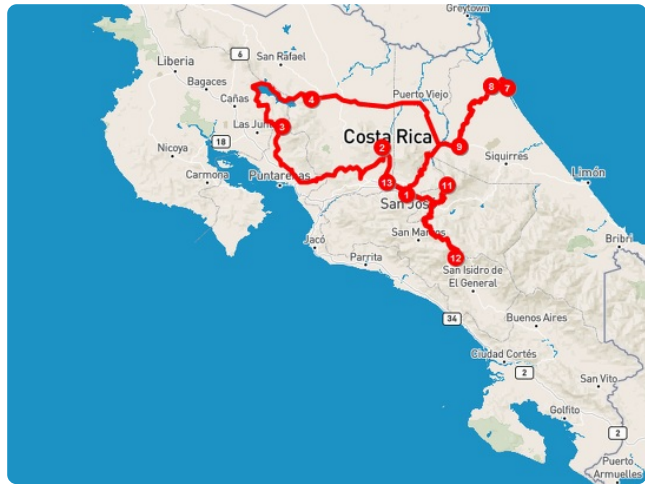 Greytown
6
San Rafael
Liberia
Bagaces
Cañas
4
Puerto Viejo
8
7
Las Jun
3
18
Costa Rica
2
9
Siquirres
Nicoya
Carmona
Puntarenas
13
1
11
Limón
San José
San Marcos
Jacó
Parrita
12
San Isidro de
El General
Bribri
34
Buenos Aires
Ciudad Cortés
2
San Vito
Golfito
2
Puerto
Armuelles